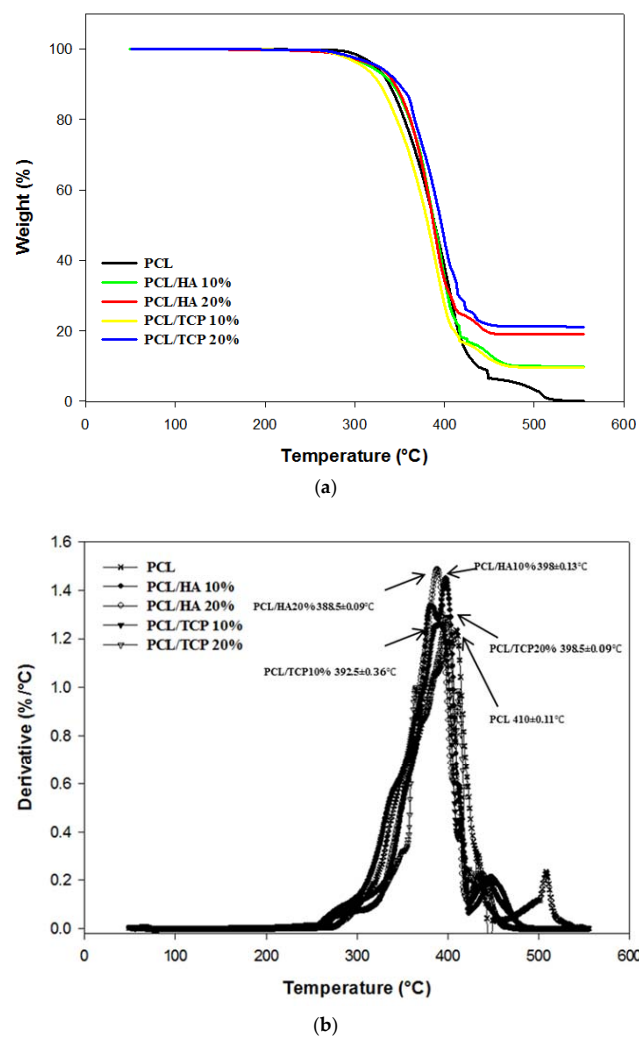 100
80
60
40
20
0
Weight (%)
PCL
PCL/HA 10%
PCL/HA 20%
PCL/TCP 10%
PCL/TCP 20%
0 100 200 300 400 500 600
Temperature (°C)
(a)
1.6
1.4
1.2
1.0
0.8
0.6
0.4
0.2
0.0
Derivative (% /°C)
PCL
PCL/HA 10%
PCL/HA 20%
PCL/TCP 10%
PCL/TCP 20%
PCL/HA10% 398±0.13°C
PCL/HA20% 388.5±0.09°C
PCL/TCP20% 398.5±0.09°C
PCL/TCP10% 392.5±0.36°C
PCL 410±0.11°C
0 100 200 300 400 500 600
Temperature (°C)
(b)